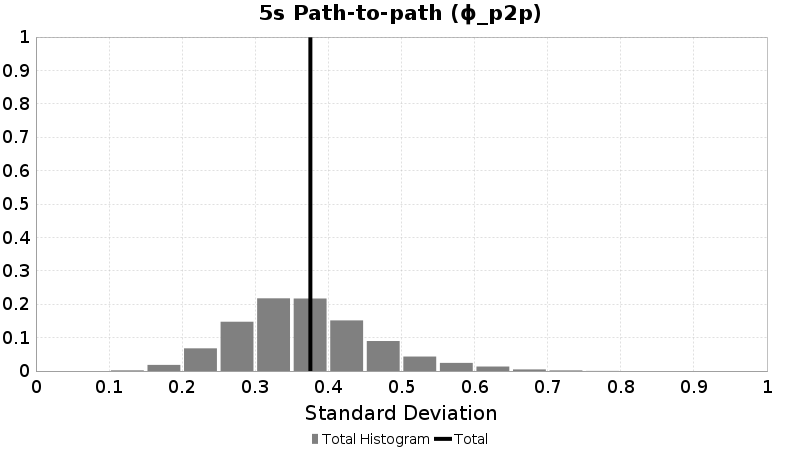 5s Path-to-path (ϕ_p2p)
1
0.9
0.8
0.7
0.6
0.5
0.4
0.3
0.2
0.1
0
0 0.1 0.2 0.3 0.4 0.5 0.6 0.7 0.8 0.9 1
Standard Deviation
Total Histogram Total